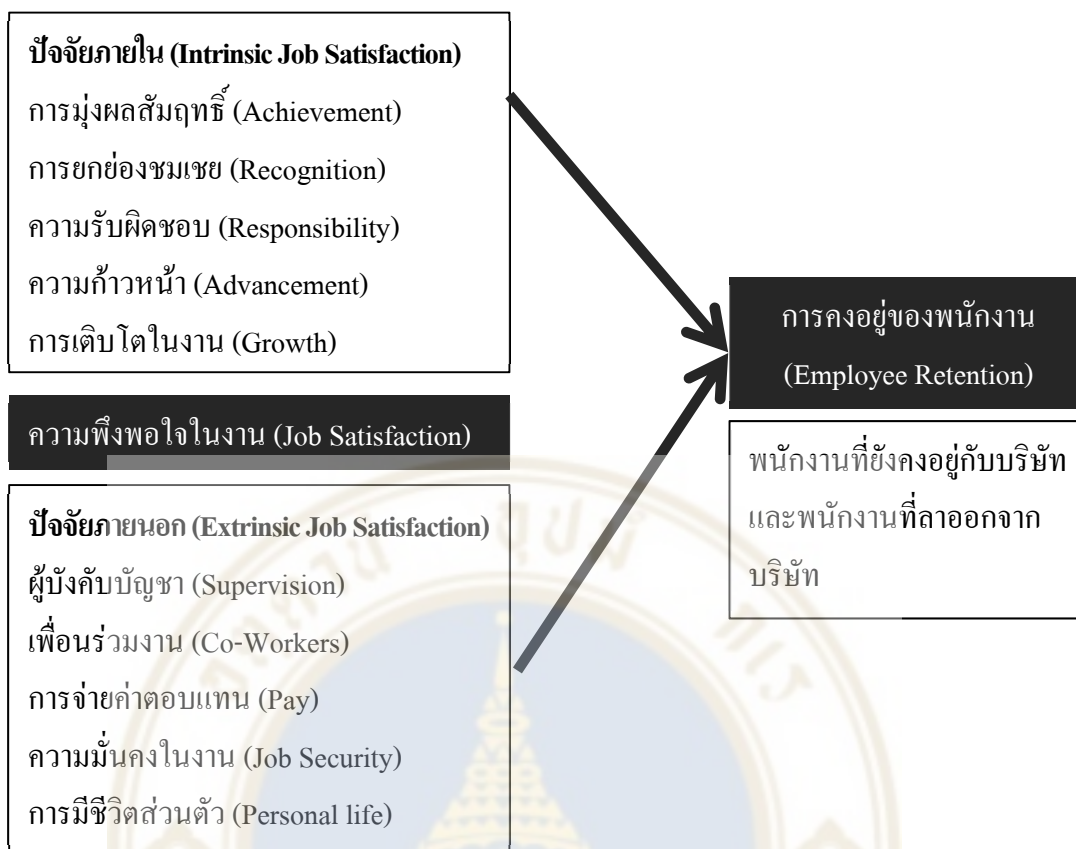 ปัจจัยภายใน (Intrinsic Job Satisfaction)
การมุ่งผลสัมฤทธิ์ (Achievement)
การยกย่องชมเชย (Recognition)
ความรับผิดชอบ (Responsibility)
ความก้าวหน้า (Advancement)
การเติบโตในงาน (Growth)
ความพึงพอใจในงาน (Job Satisfaction)
ปัจจัยภายนอก (Extrinsic Job Satisfaction)
ผู้บังคับบัญชา (Supervision)
เพื่อนร่วมงาน (Co-Workers)
การจ่ายค่าตอบแทน (Pay)
ความมั่นคงในงาน (Job Security)
การมีชีวิตส่วนตัว (Personal life)
การคงอยู่ของพนักงาน
(Employee Retention)
พนักงานที่ยังคงอยู่กับบริษัท
และพนักงานที่ลาออกจาก
บริษัท